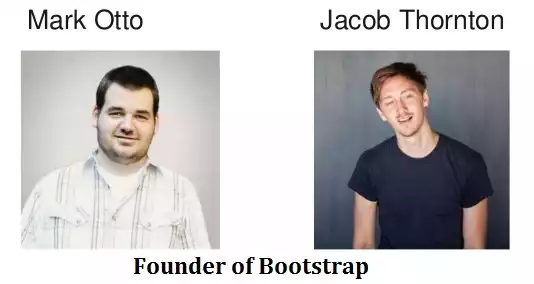 Mark Otto
Jacob Thornton
Founder of Bootstrap